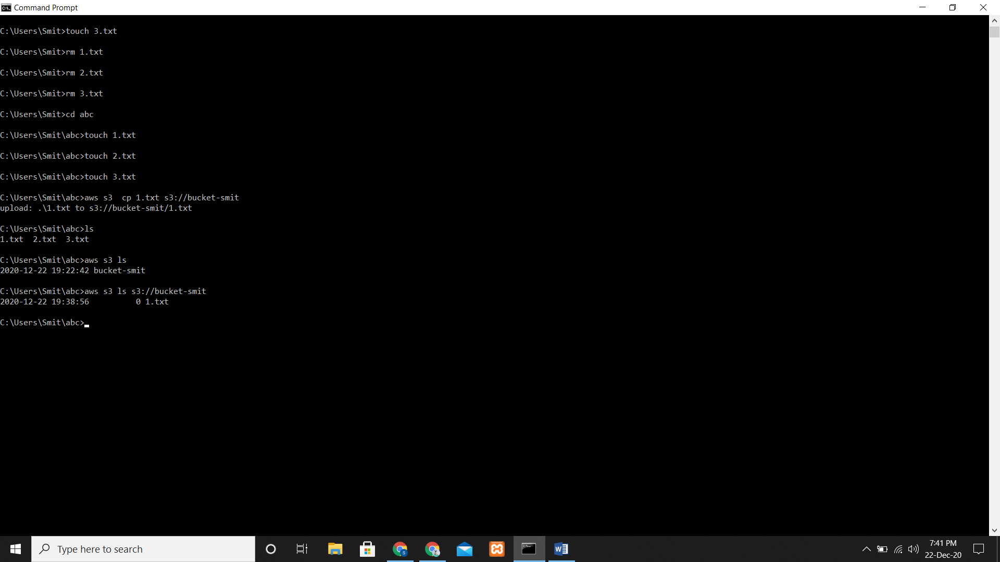 Command Prompt
C:\Users\Smit>touch 3.txt
C:\Users\Smit>rm 1.txt
C:\Users\Smit>rm 2.txt
C:\Users\Smit>rm 3.txt
C:\Users\Smit>cd abc
C:\Users\Smit\abc>touch 1.txt
C:\Users\Smit\abc>touch 2.txt
C:\Users\Smit\abc>touch 3.txt
C:\Users\Smit\abc>aws s3  cp 1.txt s3://bucket-smit
upload: .\1.txt to s3://bucket-smit/1.txt
C:\Users\Smit\abc>ls
1.txt  2.txt  3.txt
C:\Users\Smit\abc>aws s3 ls
2020-12-22 19:22:42 bucket-smit
C:\Users\Smit\abc>aws s3 ls s3://bucket-smit
2020-12-22 19:38:56          0 1.txt
C:\Users\Smit\abc>
Type here to search
7:41 PM
22-Dec-20